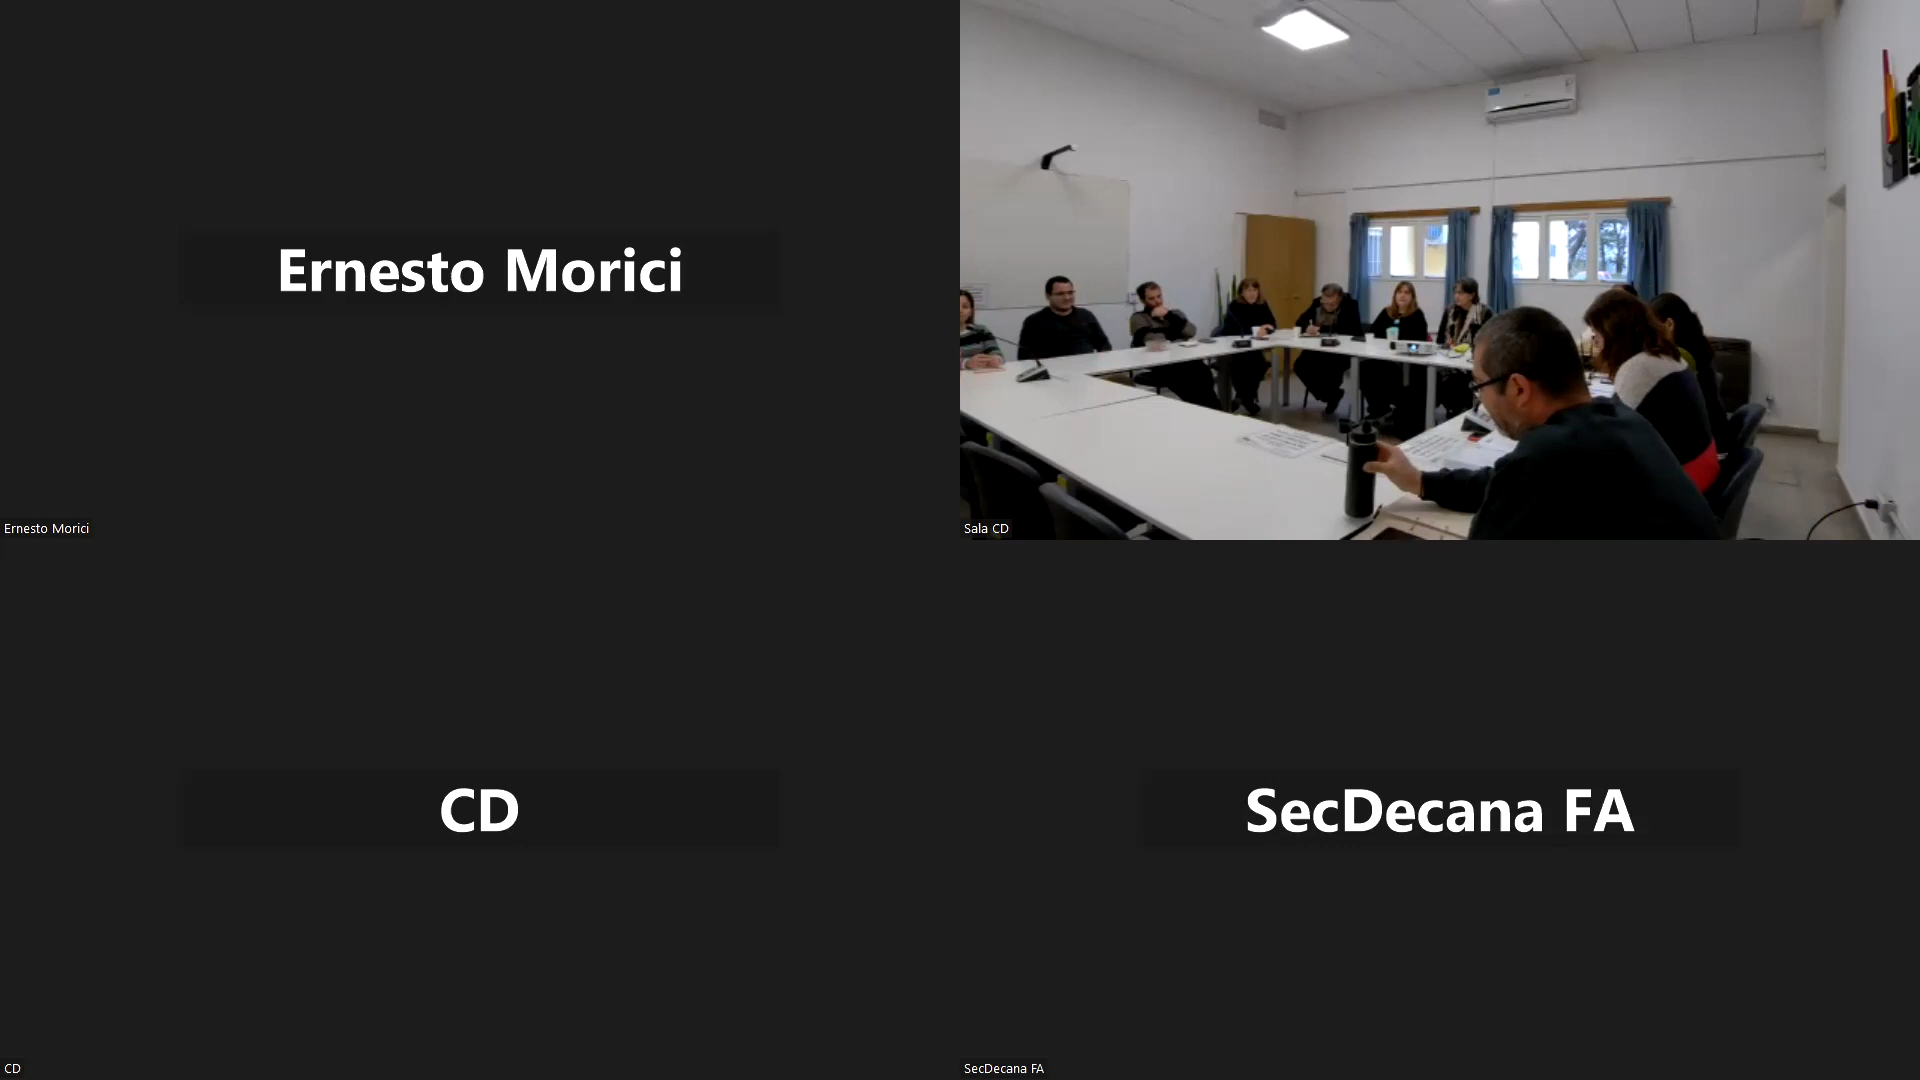 Ernesto Morici
Ernesto Morici
Sala CD
CD
CD
SecDecana FA
SecDecana FA